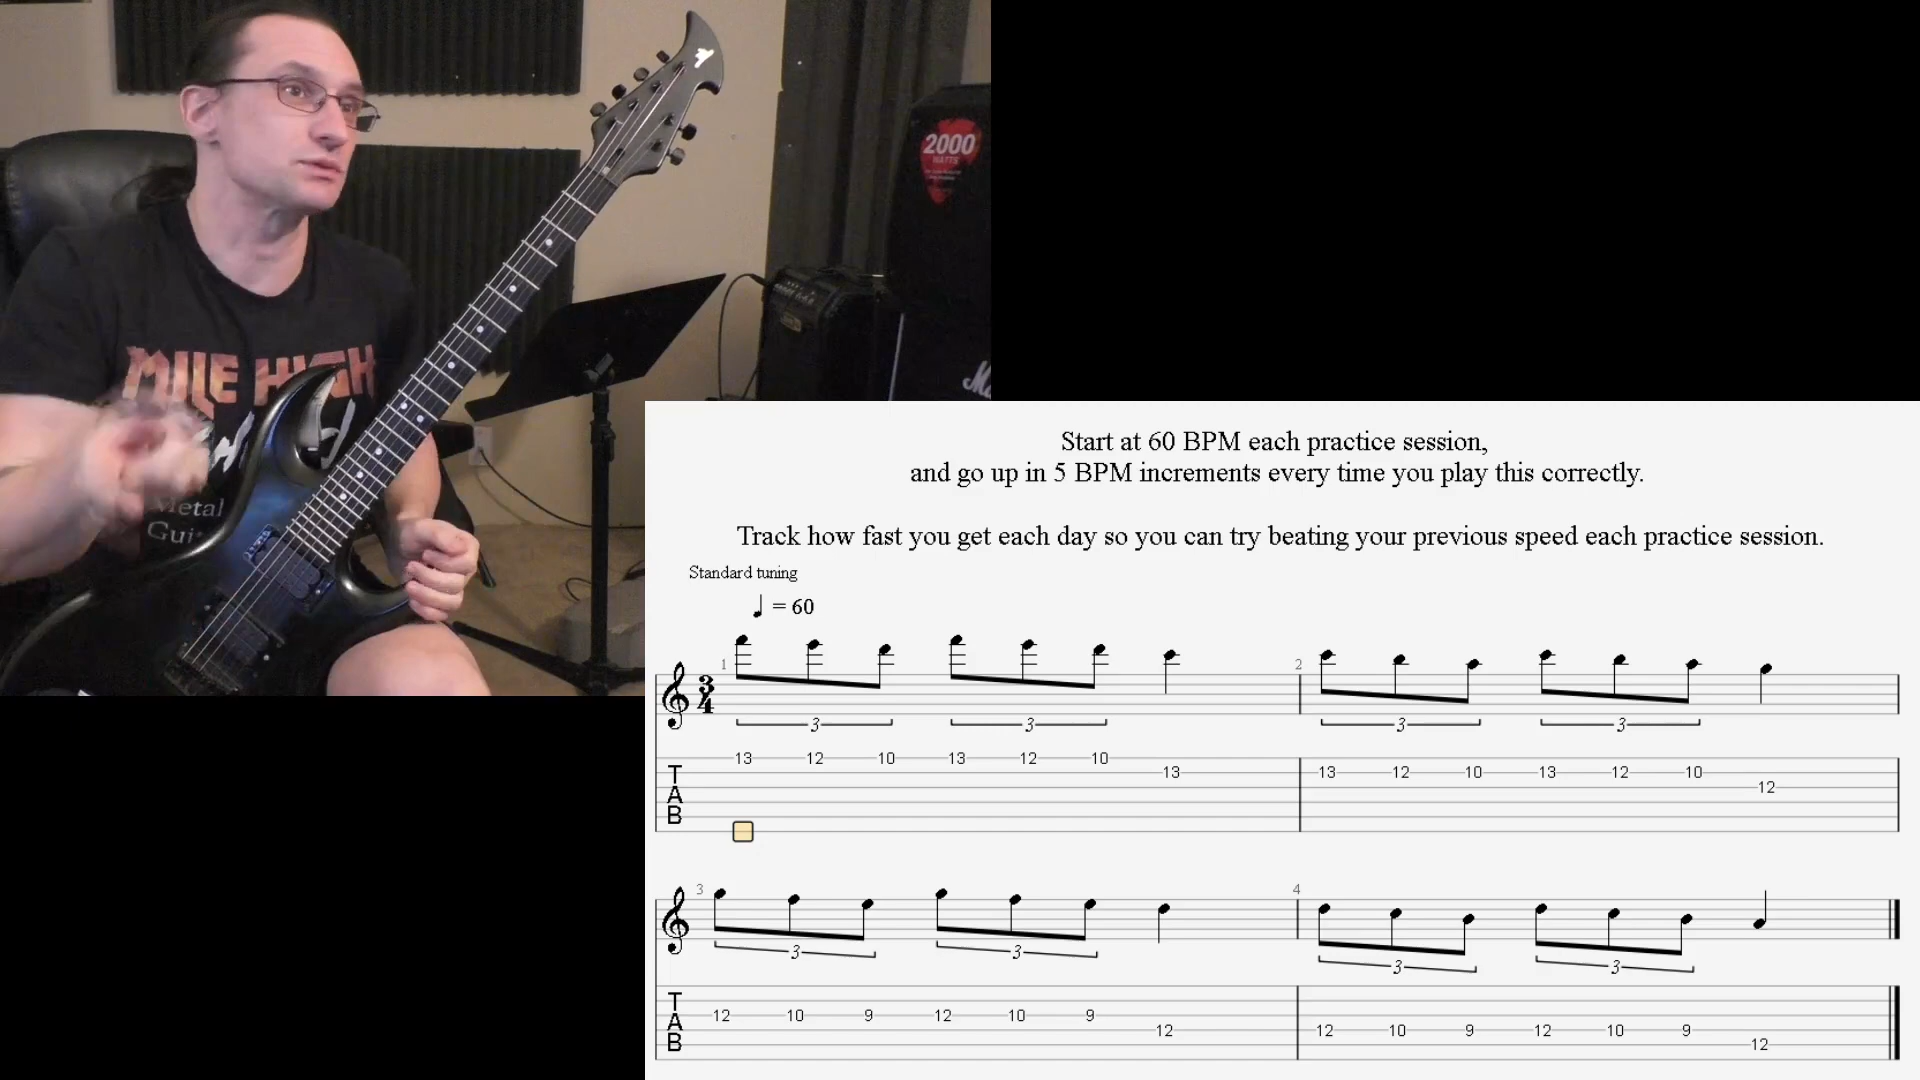 2000
WATTS
MILE HIGH
Metal
Start at 60 BPM each practice session,
and go up in 5 BPM increments every time you play this correctly.
Track how fast you get each day so you can try beating your previous speed each practice session.
Standard tuning
♩ = 60
1
2
3
4
3 3 3 3
T
A
B
13 12 10 13 12 10 13
13 12 10 13 12 10 12
3
4
3 3 3 3
T
A
B
12 10 9 12 10 9 12
12 10 9 12 10 9 12